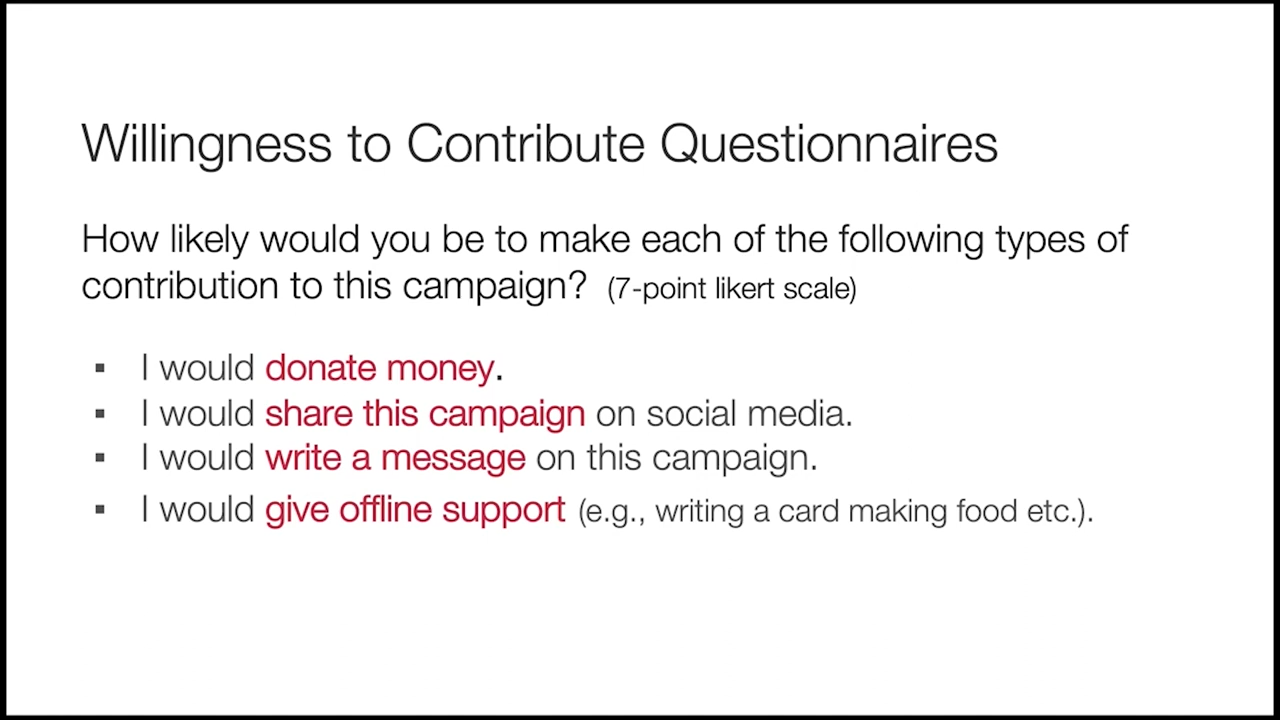 Willingness to Contribute Questionnaires
How likely would you be to make each of the following types of
contribution to this campaign? (7-point likert scale)
▪ I would donate money.
▪ I would share this campaign on social media.
▪ I would write a message on this campaign.
▪ I would give offline support (e.g., writing a card making food etc.).